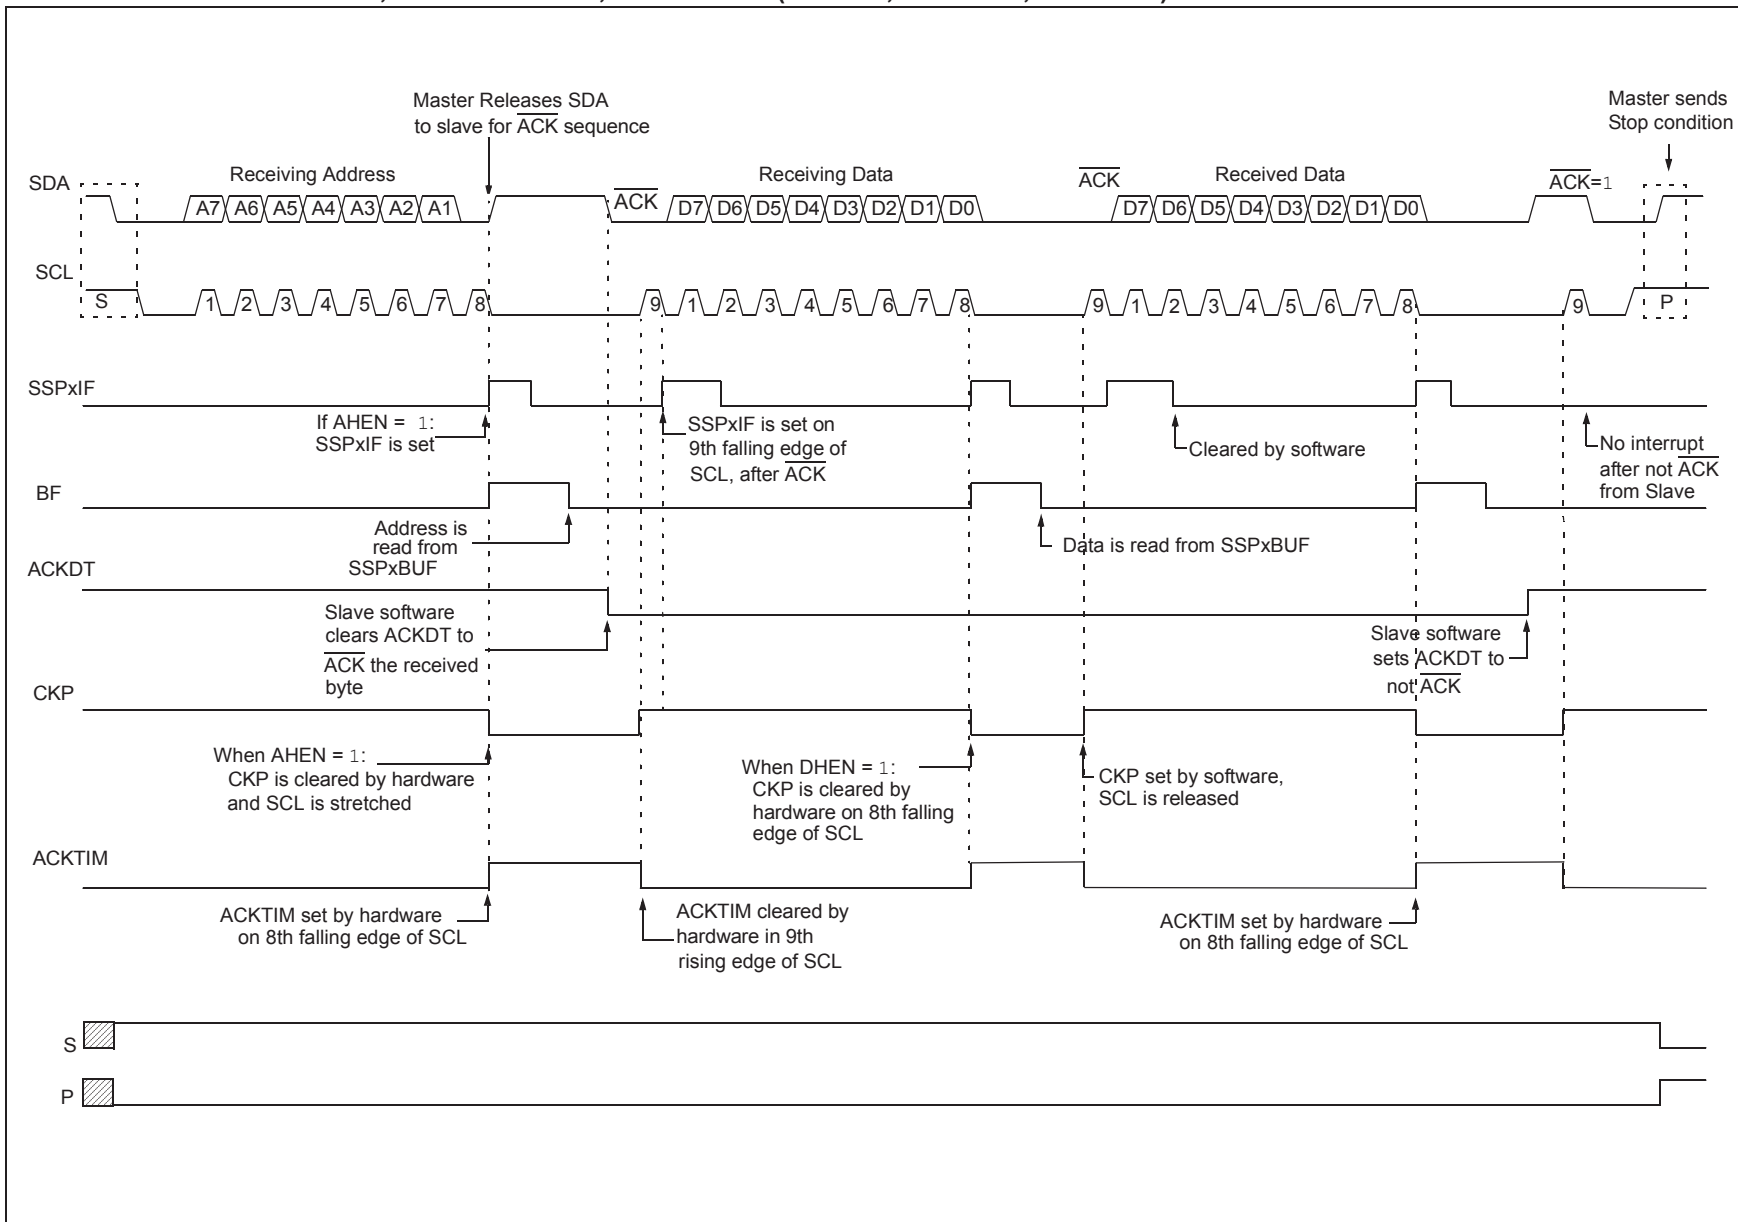 Master Releases SDA
to slave for ACK sequence
Master sends
Stop condition
SDA
Receiving Address
Receiving Data
ACK
Received Data
ACK=1
A7 A6 A5 A4 A3 A2 A1
ACK
D7 D6 D5 D4 D3 D2 D1 D0
D7 D6 D5 D4 D3 D2 D1 D0
SCL
S
1 2 3 4 5 6 7 8
9 1 2 3 4 5 6 7 8
9 1 2 3 4 5 6 7 8
9
P
SSPxIF
If AHEN = 1:
SSPxIF is set
SSPxIF is set on
9th falling edge of
SCL, after ACK
Cleared by software
No interrupt
after not ACK
from Slave
BF
Address is
read from
SSPxBUF
Data is read from SSPxBUF
ACKDT
Slave software
clears ACKDT to
ACK the received
byte
Slave software
sets ACKDT to
not ACK
CKP
When AHEN = 1:
CKP is cleared by hardware
and SCL is stretched
When DHEN = 1:
CKP is cleared by
hardware on 8th falling
edge of SCL
CKP set by software,
SCL is released
ACKTIM
ACKTIM set by hardware
on 8th falling edge of SCL
ACKTIM cleared by
hardware in 9th
rising edge of SCL
ACKTIM set by hardware
on 8th falling edge of SCL
S
P